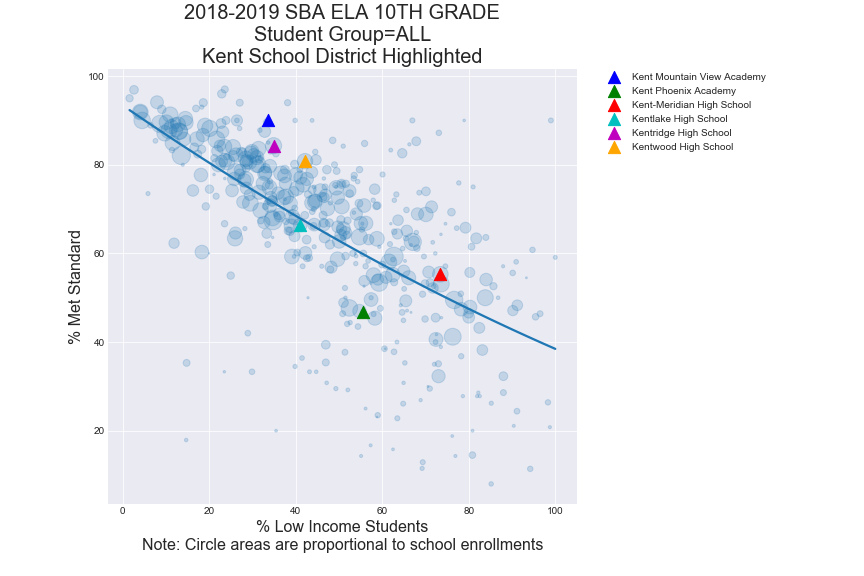 2018-2019 SBA ELA 10TH GRADE
Student Group=ALL
Kent School District Highlighted
Kent Mountain View Academy
Kent Phoenix Academy
Kent-Meridian High School
Kentlake High School
Kentridge High School
Kentwood High School
% Met Standard
100
80
60
40
20
0 20 40 60 80 100
% Low Income Students
Note: Circle areas are proportional to school enrollments